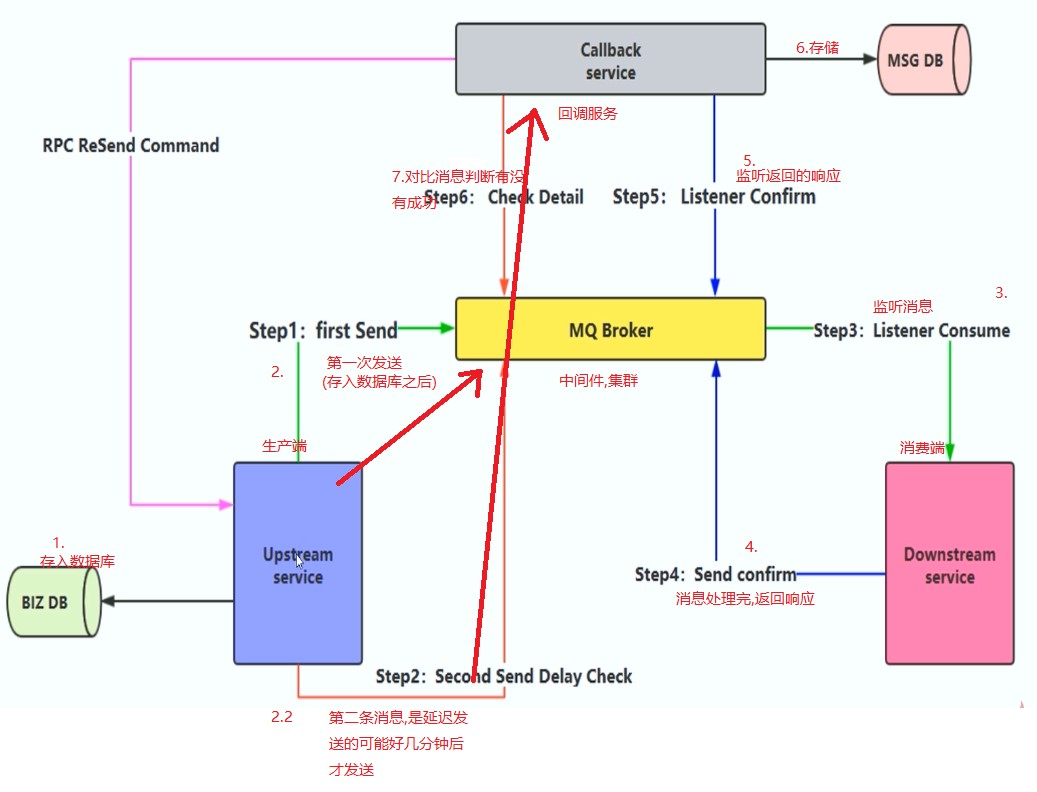 Callback
service
6.存储
MSG DB
回调服务
RPC ReSend Command
5.
监听返回的响应
7.对比消息判断有没
有成功
Step6: Check Detail
Step5: Listener Confirm
3.
监听消息
Step1: first Send
MQ Broker
Step3: Listener Consume
2.
第一次发送
(存入数据库之后)
中间件,集群
生产端
消费端
1.
存入数据库
Upstream
service
4.
Step4: Send confirm
消息处理完,返回响应
Downstream
service
BIZ DB
Step2: Second Send Delay Check
2.2
第二条消息,是延迟发
送的可能好几分钟后
才发送